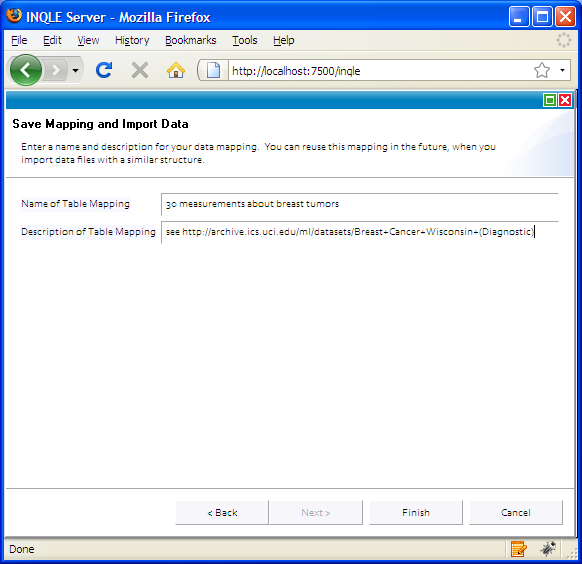 INQLE Server - Mozilla Firefox
File Edit View History Bookmarks Tools Help
http://localhost:7500/inqle
Save Mapping and Import Data
Enter a name and description for your data mapping. You can reuse this mapping in the future, when you
import data files with a similar structure.
Name of Table Mapping 30 measurements about breast tumors
Description of Table Mapping see http://archive.ics.uci.edu/ml/datasets/Breast+Cancer+Wisconsin+(Diagnostic)
< Back Next > Finish Cancel
Done